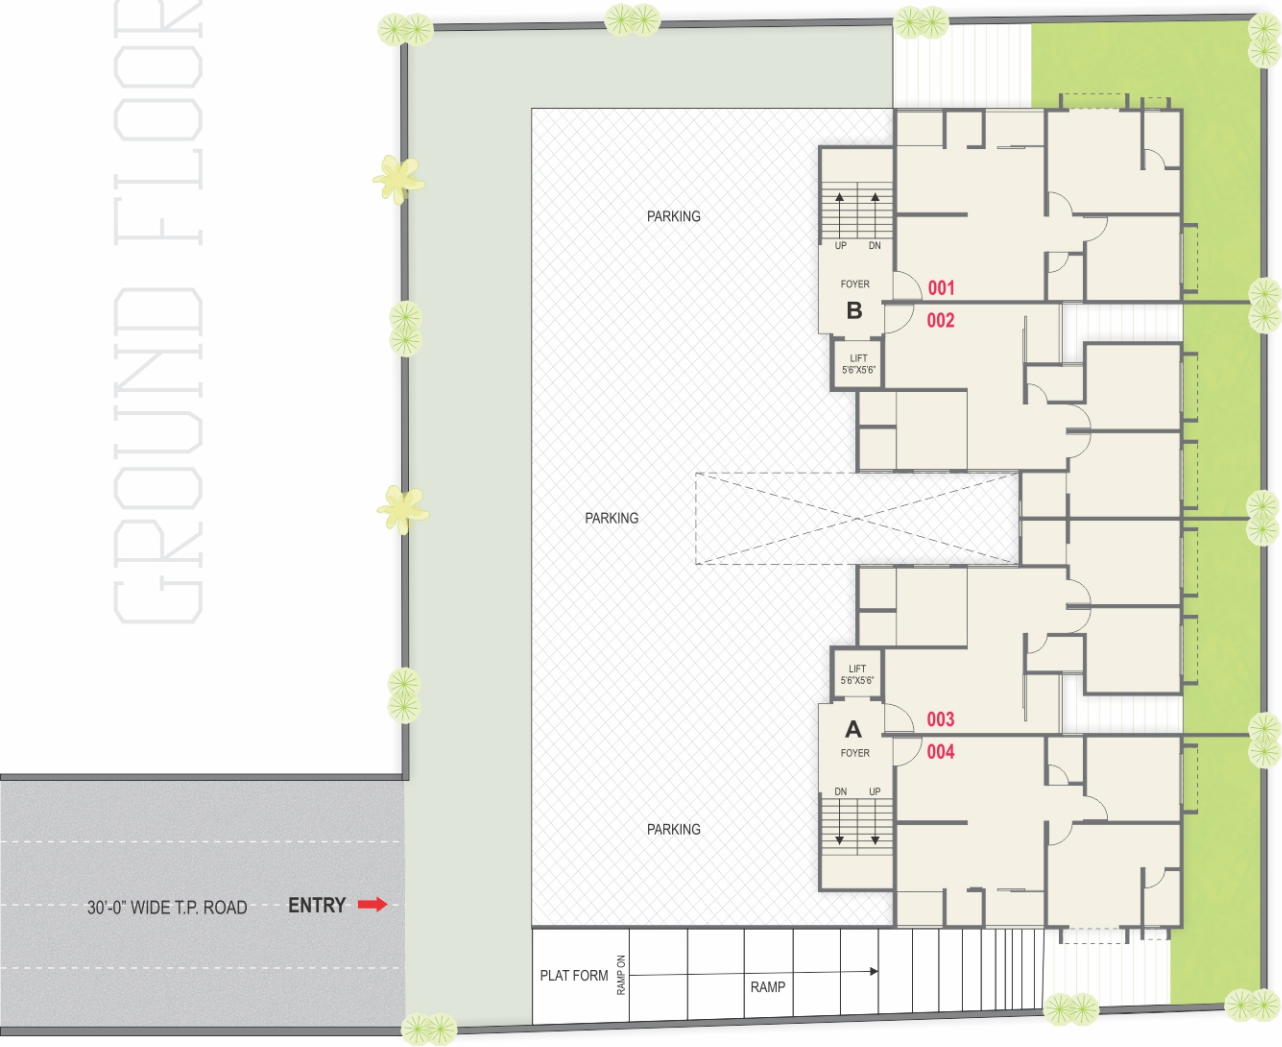 GROUND FLOOR
PARKING
UP DN
FOYER
B
001
002
LIFT
5'6"X5'6"
PARKING
LIFT
5'6"X5'6"
003
A
004
FOYER
DN UP
PARKING
30'-0" WIDE T.P. ROAD
ENTRY
PLAT FORM
RAMP ON
RAMP